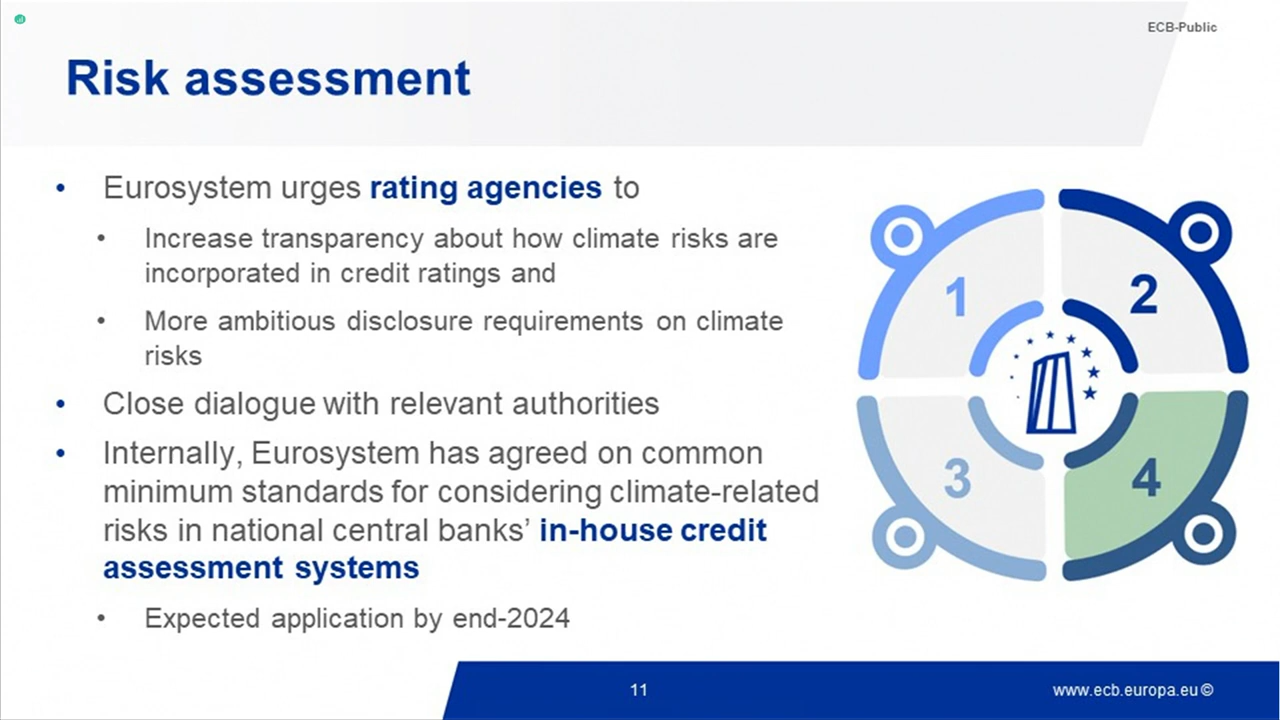 ECB-Public
Risk assessment
• Eurosystem urges rating agencies to
• Increase transparency about how climate risks are
incorporated in credit ratings and
• More ambitious disclosure requirements on climate
risks
• Close dialogue with relevant authorities
• Internally, Eurosystem has agreed on common
minimum standards for considering climate-related
risks in national central banks’ in-house credit
assessment systems
• Expected application by end-2024
1
2
3
4
11
www.ecb.europa.eu©